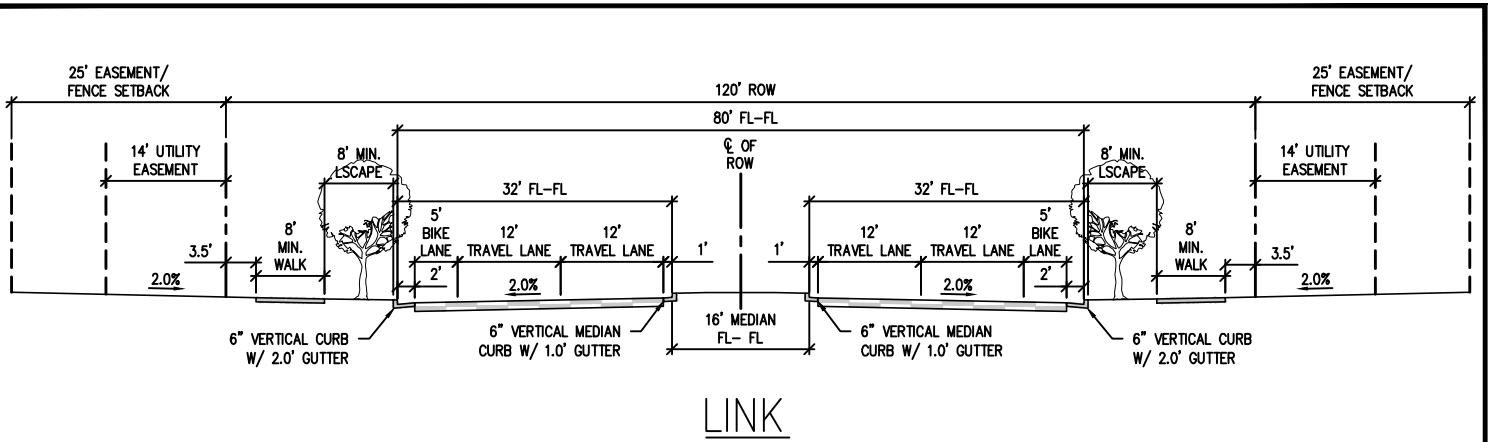 25' EASEMENT/
FENCE SETBACK
120' ROW
25' EASEMENT/
FENCE SETBACK
80' FL-FL
14' UTILITY
EASEMENT
8' MIN.
LSCAPE
℄ OF
ROW
8' MIN.
LSCAPE
14' UTILITY
EASEMENT
32' FL-FL
32' FL-FL
3.5'
8'
MIN.
WALK
5'
BIKE
LANE
12'
TRAVEL LANE
12'
TRAVEL LANE
1'
1'
12'
TRAVEL LANE
12'
TRAVEL LANE
5'
BIKE
LANE
8'
MIN.
WALK
3.5'
2.0%
2'
2.0%
2.0%
2'
2.0%
6" VERTICAL CURB
W/ 2.0' GUTTER
6" VERTICAL MEDIAN
CURB W/ 1.0' GUTTER
16' MEDIAN
FL- FL
6" VERTICAL MEDIAN
CURB W/ 1.0' GUTTER
6" VERTICAL CURB
W/ 2.0' GUTTER
LINK